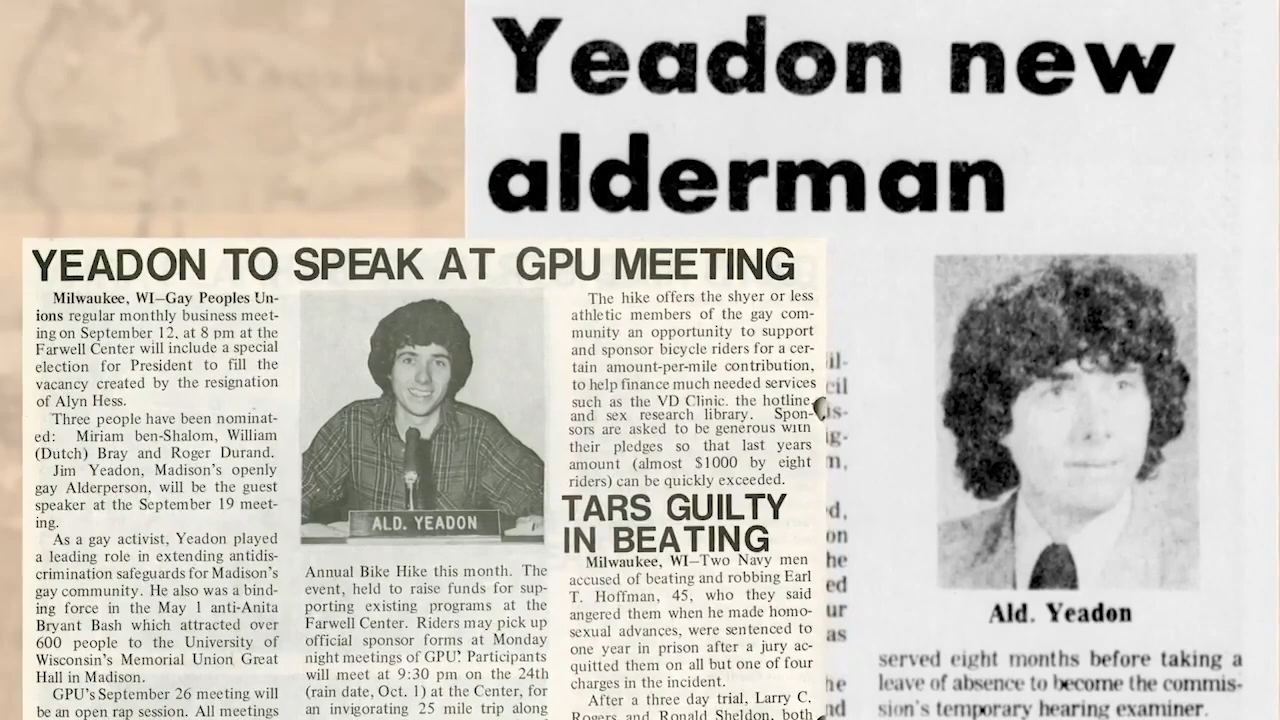 Yeadon new
alderman
YEADON TO SPEAK AT GPU MEETING
Milwaukee, WI—Gay Peoples Un-
ions regular monthly business meet-
ing on September 12. at 8 pm at the
Farwell Center will include a special
election for President to fill the
vacancy created by the resignation
of Alyn Hess.
Three people have been nominat-
ed: Miriam ben-Shalom, William
(Dutch) Bray and Roger Durand.
Jim Yeadon, Madison's openly
gay Alderperson, will be the guest
speaker at the September 19 meet-
ing.
As a gay activist, Yeadon played
a leading role in extending antidis-
crimination safeguards for Madison's
gay community. He also was a bind-
ing force in the May 1 anti-Anita
Bryant Bash which attracted over
600 people to the University of
Wisconsin's Memorial Union Great
Hall in Madison.
GPU's September 26 meeting will
be an open rap session. All meetings
ALD. YEADON
Annual Bike Hike this month. The
event, held to raise funds for sup-
porting existing programs at the
Farwell Center. Riders may pick up
official sponsor forms at Monday
night meetings of GPU. Participants
will meet at 9:30 pm on the 24th
(rain date, Oct. 1) at the Center, for
an invigorating 25 mile trip along
The hike offers the shyer or less
athletic members of the gay com-
munity an opportunity to support
and sponsor bicycle riders for a cer-
tain amount-per-mile contribution,
to help finance much needed services
such as the VD Clinic. the hotline
and sex research library. Spon-
sors are asked to be generous with
their pledges so that last years
amount (almost $1000 by eight
riders) can be quickly exceeded.
TARS GUILTY
IN BEATING
Milwaukee, WI—Two Navy men
accused of beating and robbing Earl
T. Hoffman, 45, who they said
angered them when he made homo-
sexual advances, were sentenced to
one year in prison after a jury ac-
quitted them on all but one of four
charges in the incident.
After a three day trial, Larry C.
Rogers and Ronald Sheldon, both
Ald. Yeadon
served eight months before taking a
leave of absence to become the commis-
sion's temporary hearing examiner.